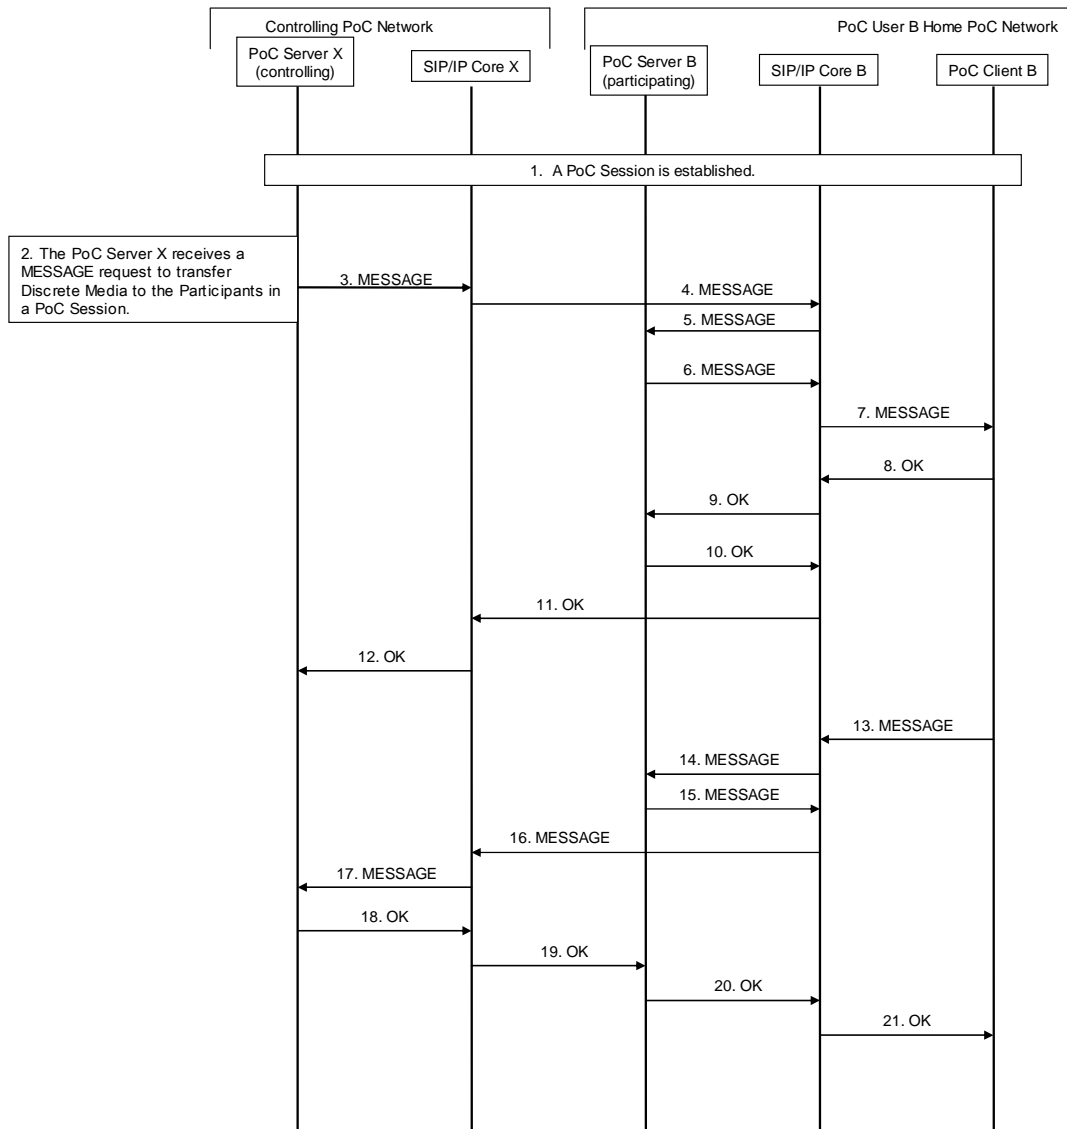 Controlling PoC Network
PoC User B Home PoC Network
PoC Server X
(controlling)
SIP/IP Core X
PoC Server B
(participating)
SIP/IP Core B
PoC Client B
1. A PoC Session is established.
2. The PoC Server X receives a
MESSAGE request to transfer
Discrete Media to the Participants in
a PoC Session.
3. MESSAGE
4. MESSAGE
5. MESSAGE
6. MESSAGE
7. MESSAGE
8. OK
9. OK
10. OK
11. OK
12. OK
13. MESSAGE
14. MESSAGE
15. MESSAGE
16. MESSAGE
17. MESSAGE
18. OK
19. OK
20. OK
21. OK